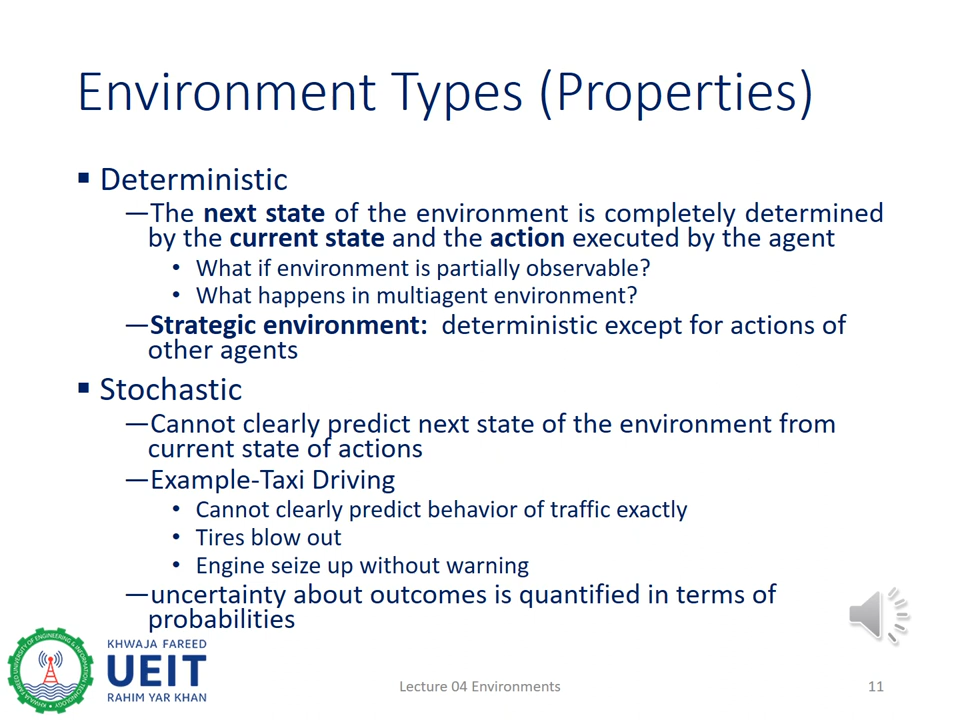 Environment Types (Properties)
▪ Deterministic
—The next state of the environment is completely determined
by the current state and the action executed by the agent
• What if environment is partially observable?
• What happens in multiagent environment?
—Strategic environment: deterministic except for actions of
other agents
▪ Stochastic
—Cannot clearly predict next state of the environment from
current state of actions
—Example-Taxi Driving
• Cannot clearly predict behavior of traffic exactly
• Tires blow out
• Engine seize up without warning
—uncertainty about outcomes is quantified in terms of
probabilities
KHWAJA FAREED
UEIT
RAHIM YAR KHAN
Lecture 04 Environments
11